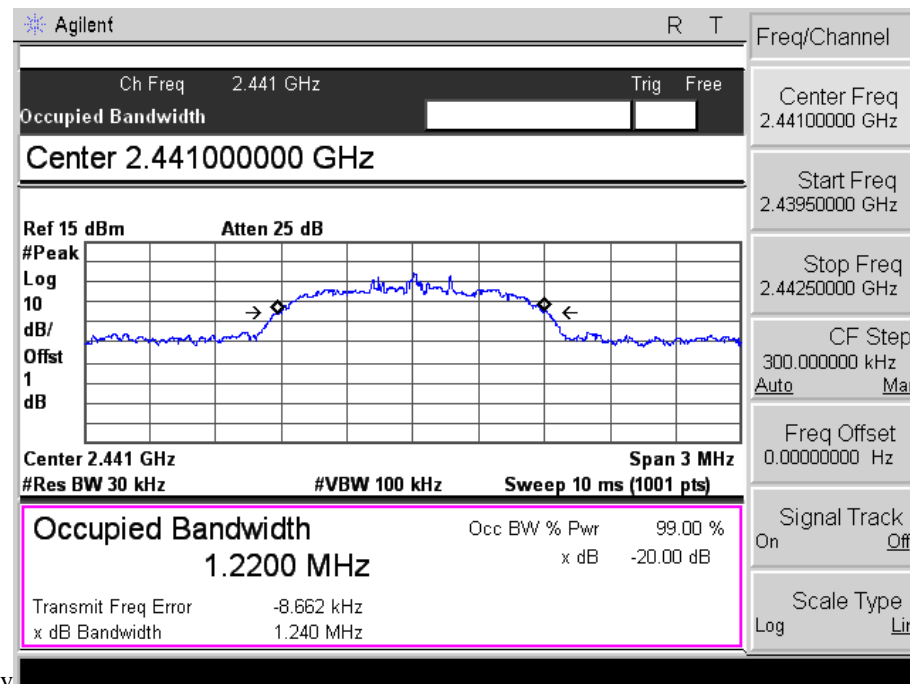 Agilent R T
Freq/Channel
Ch Freq 2.441 GHz Trig Free
Occupied Bandwidth
Center 2.441000000 GHz
Ref 15 dBm Atten 25 dB
#Peak
Log
10
dB/
Offst
1
dB
Center 2.441 GHz Span 3 MHz
#Res BW 30 kHz #VBW 100 kHz Sweep 10 ms (1001 pts)
Occupied Bandwidth
1.2200 MHz
Occ BW % Pwr 99.00 %
x dB -20.00 dB
Transmit Freq Error -8.662 kHz
x dB Bandwidth 1.240 MHz
Center Freq
2.44100000 GHz
Start Freq
2.43950000 GHz
Stop Freq
2.44250000 GHz
CF Step
300.000000 kHz
Auto Ma
Freq Offset
0.00000000 Hz
Signal Track
On Off
Scale Type
Log Lin
y